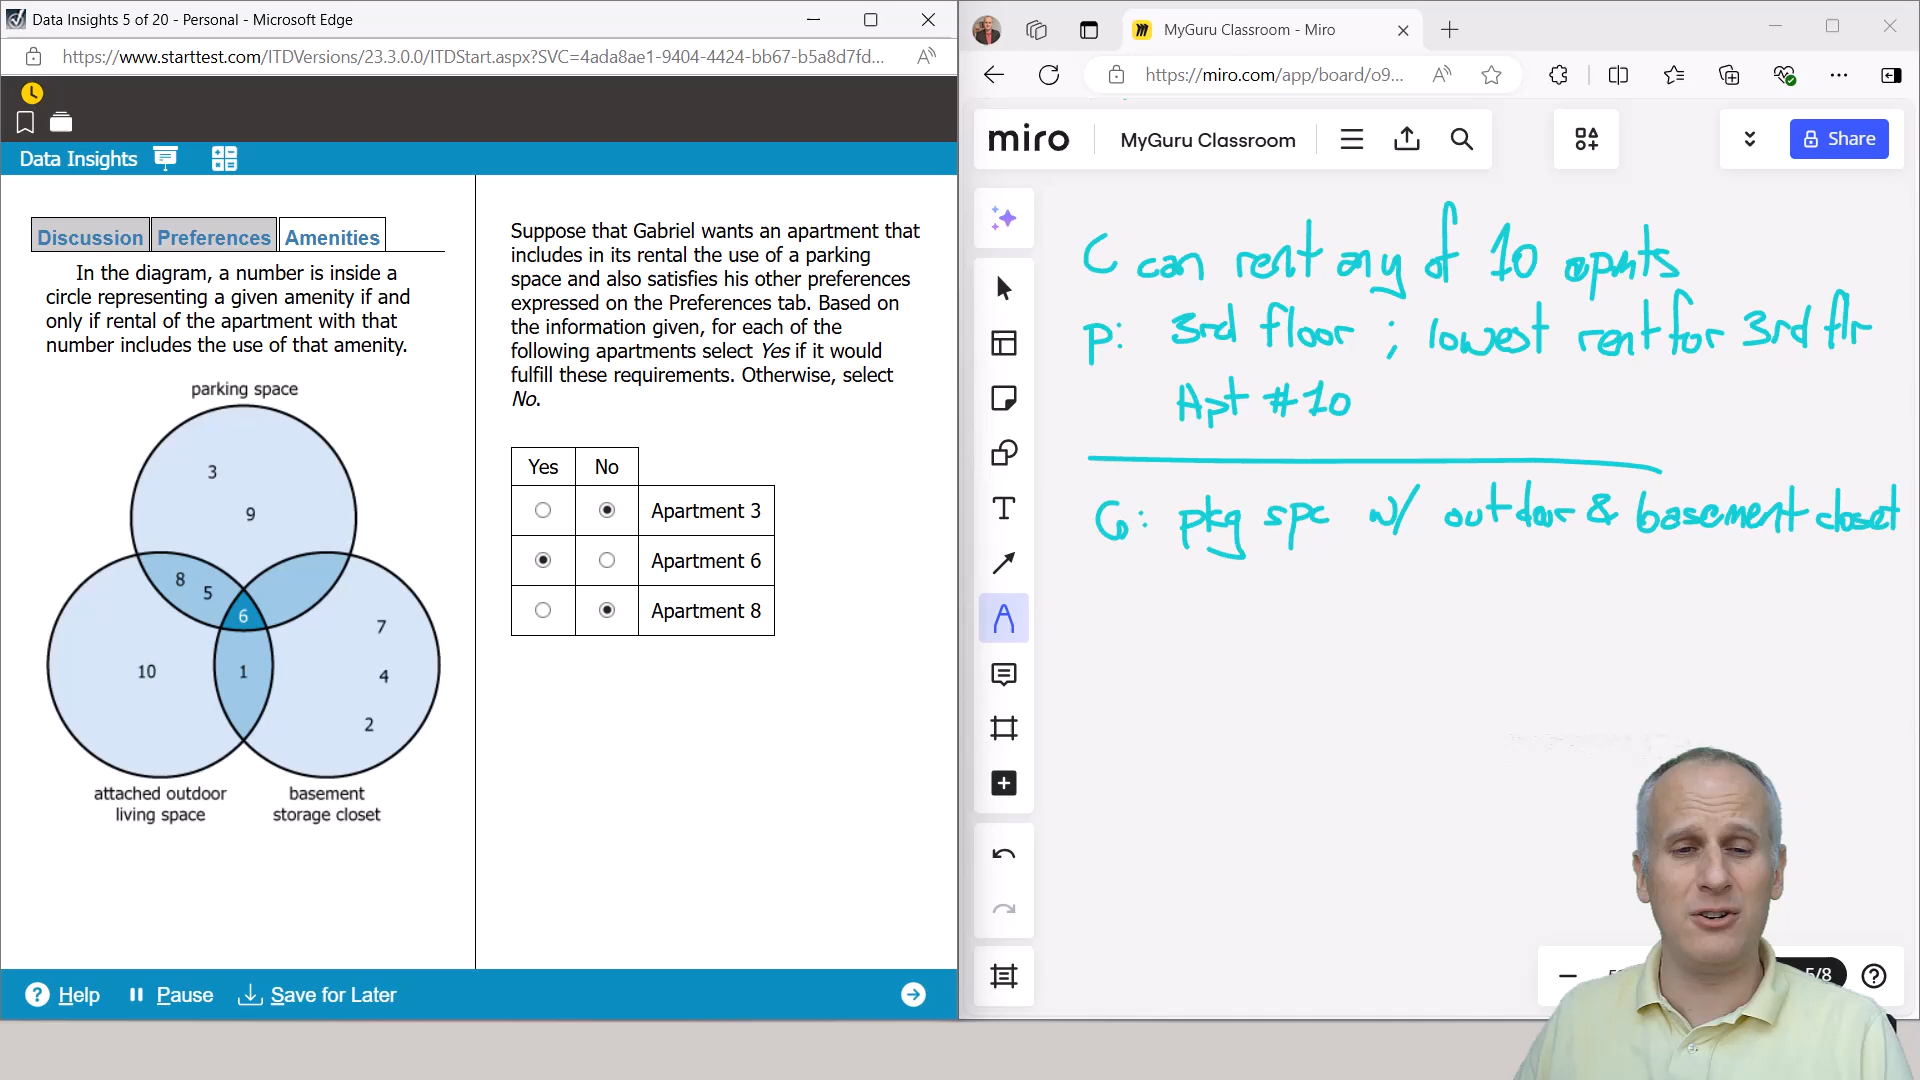 Data Insights 5 of 20 - Personal - Microsoft Edge
https://www.starttest.com/ITDVersions/23.3.0.0/ITDStart.aspx?SVC=4ada8ae1-9404-4424-bb67-b5a8d7fd...
Data Insights
Discussion Preferences Amenities
In the diagram, a number is inside a
circle representing a given amenity if and
only if rental of the apartment with that
number includes the use of that amenity.
parking space
3
9
8
5
6
7
10
1
4
2
attached outdoor
living space
basement
storage closet
Suppose that Gabriel wants an apartment that
includes in its rental the use of a parking
space and also satisfies his other preferences
expressed on the Preferences tab. Based on
the information given, for each of the
following apartments select Yes if it would
fulfill these requirements. Otherwise, select
No.
Yes No
Apartment 3
Apartment 6
Apartment 8
Help Pause Save for Later
MyGuru Classroom - Miro
https://miro.com/app/board/o9...
miro MyGuru Classroom Share
C can rent any of 10 apmts
P: 3rd floor ; lowest rent for 3rd flr
Apt #10
G: pkg spc w/ outdoor & basement closet
5/8